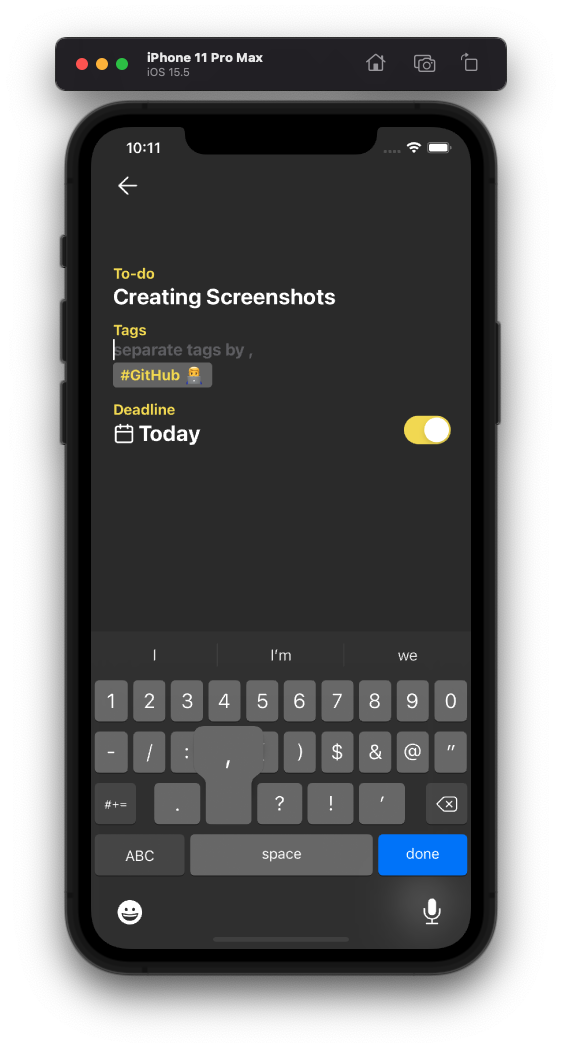 iPhone 11 Pro Max
iOS 15.5
10:11
To-do
Creating Screenshots
Tags
separate tags by ,
#GitHub 👨‍💻
Deadline
Today
I I'm we
1 2 3 4 5 6 7 8 9 0
- / : , ) $ & @ "
#+= . ? ! '
ABC space done